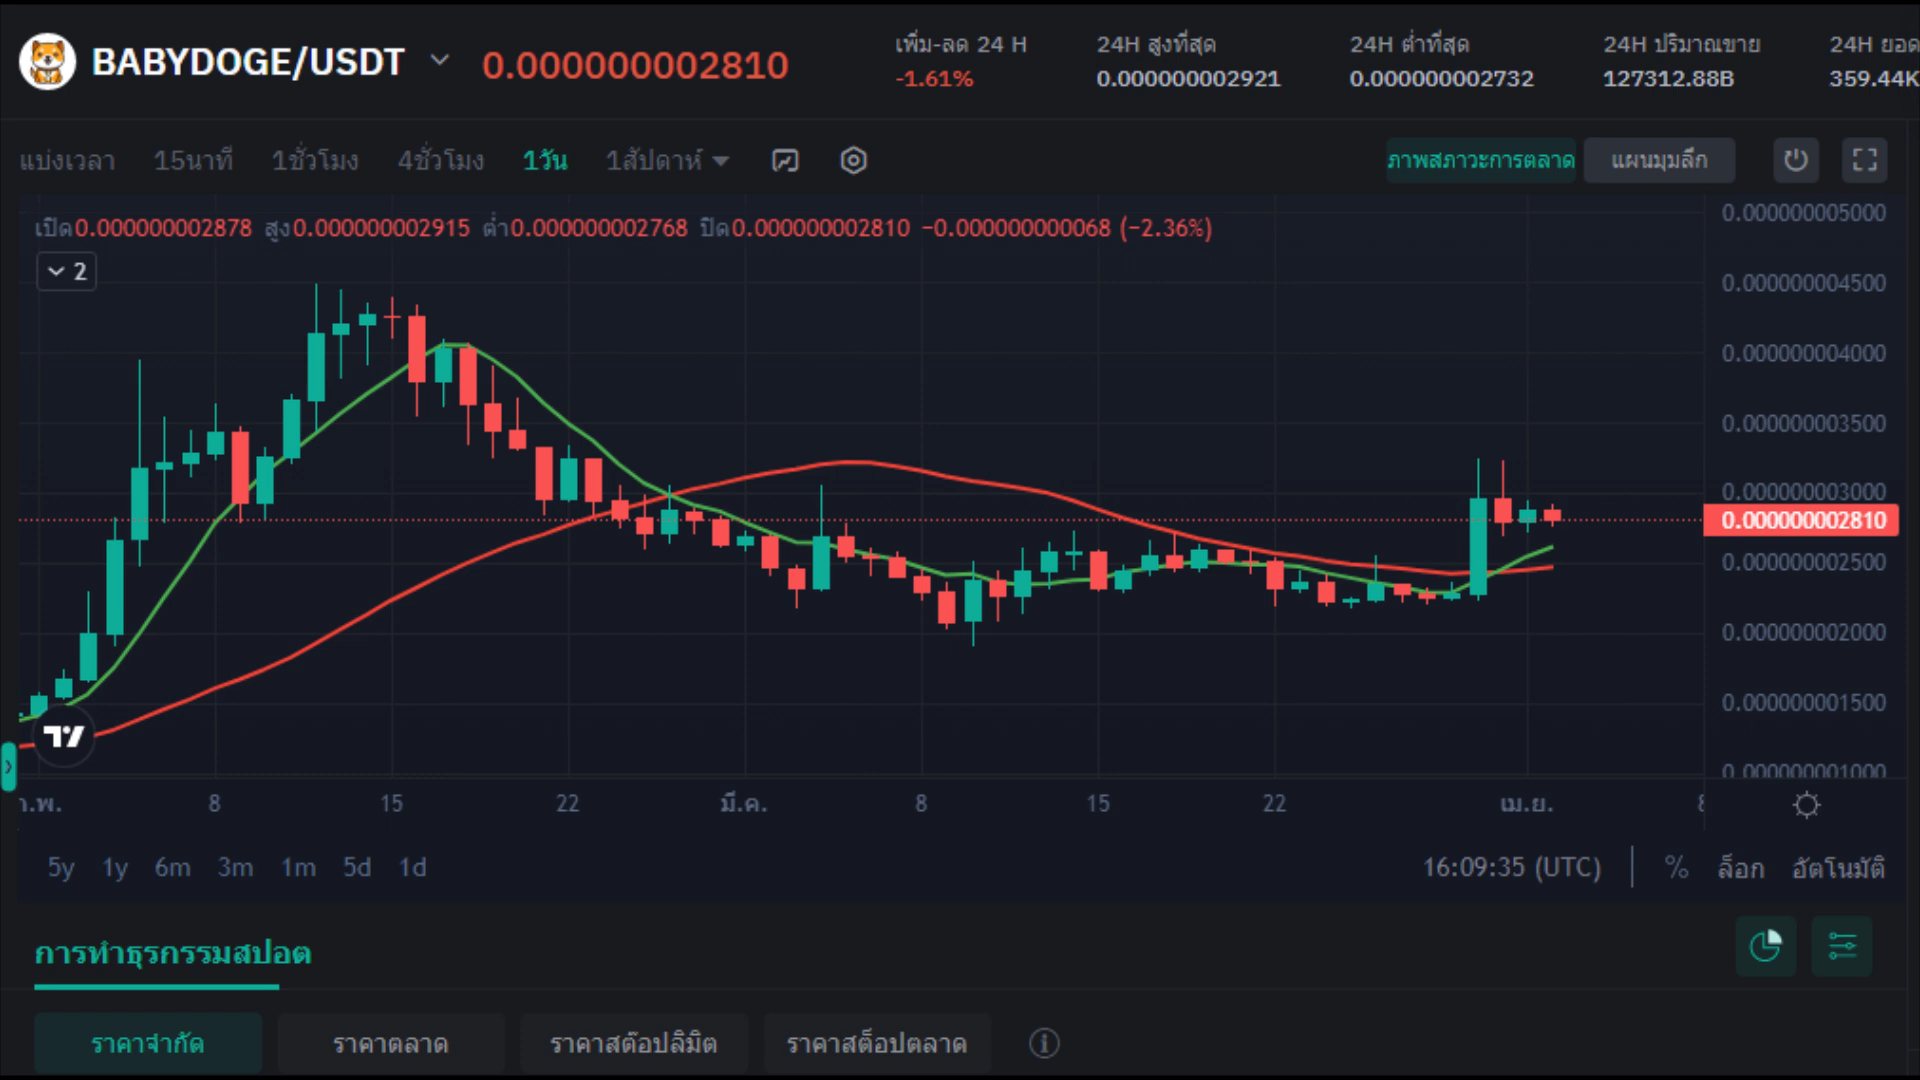 BABYDOGE/USDT 0.000000002810
เพิ่ม-ลด 24 H 24H สูงที่สุด 24H ต่ำที่สุด 24H ปริมาณขาย 24H ยอด
-1.61% 0.000000002921 0.000000002732 127312.88B 359.44K
แบ่งเวลา 15นาที 1ชั่วโมง 4ชั่วโมง 1วัน 1สัปดาห์ ภาพสภาวะการตลาด แผนมุมลึก
เปิด0.000000002878 สูง0.000000002915 ต่ำ0.000000002768 ปิด0.000000002810 −0.000000000068 (−2.36%)
2
0.000000005000
0.000000004500
0.000000004000
0.000000003500
0.000000003000
0.000000002810
0.000000002500
0.000000002000
0.000000001500
0.000000001000
ก.พ. 8 15 22 มี.ค. 8 15 22 เม.ย. 8
5y 1y 6m 3m 1m 5d 1d 16:09:35 (UTC) % ล็อก อัตโนมัติ
การทำธุรกรรมสปอต
ราคาจำกัด ราคาตลาด ราคาสต๊อปลิมิต ราคาสต็อปตลาด